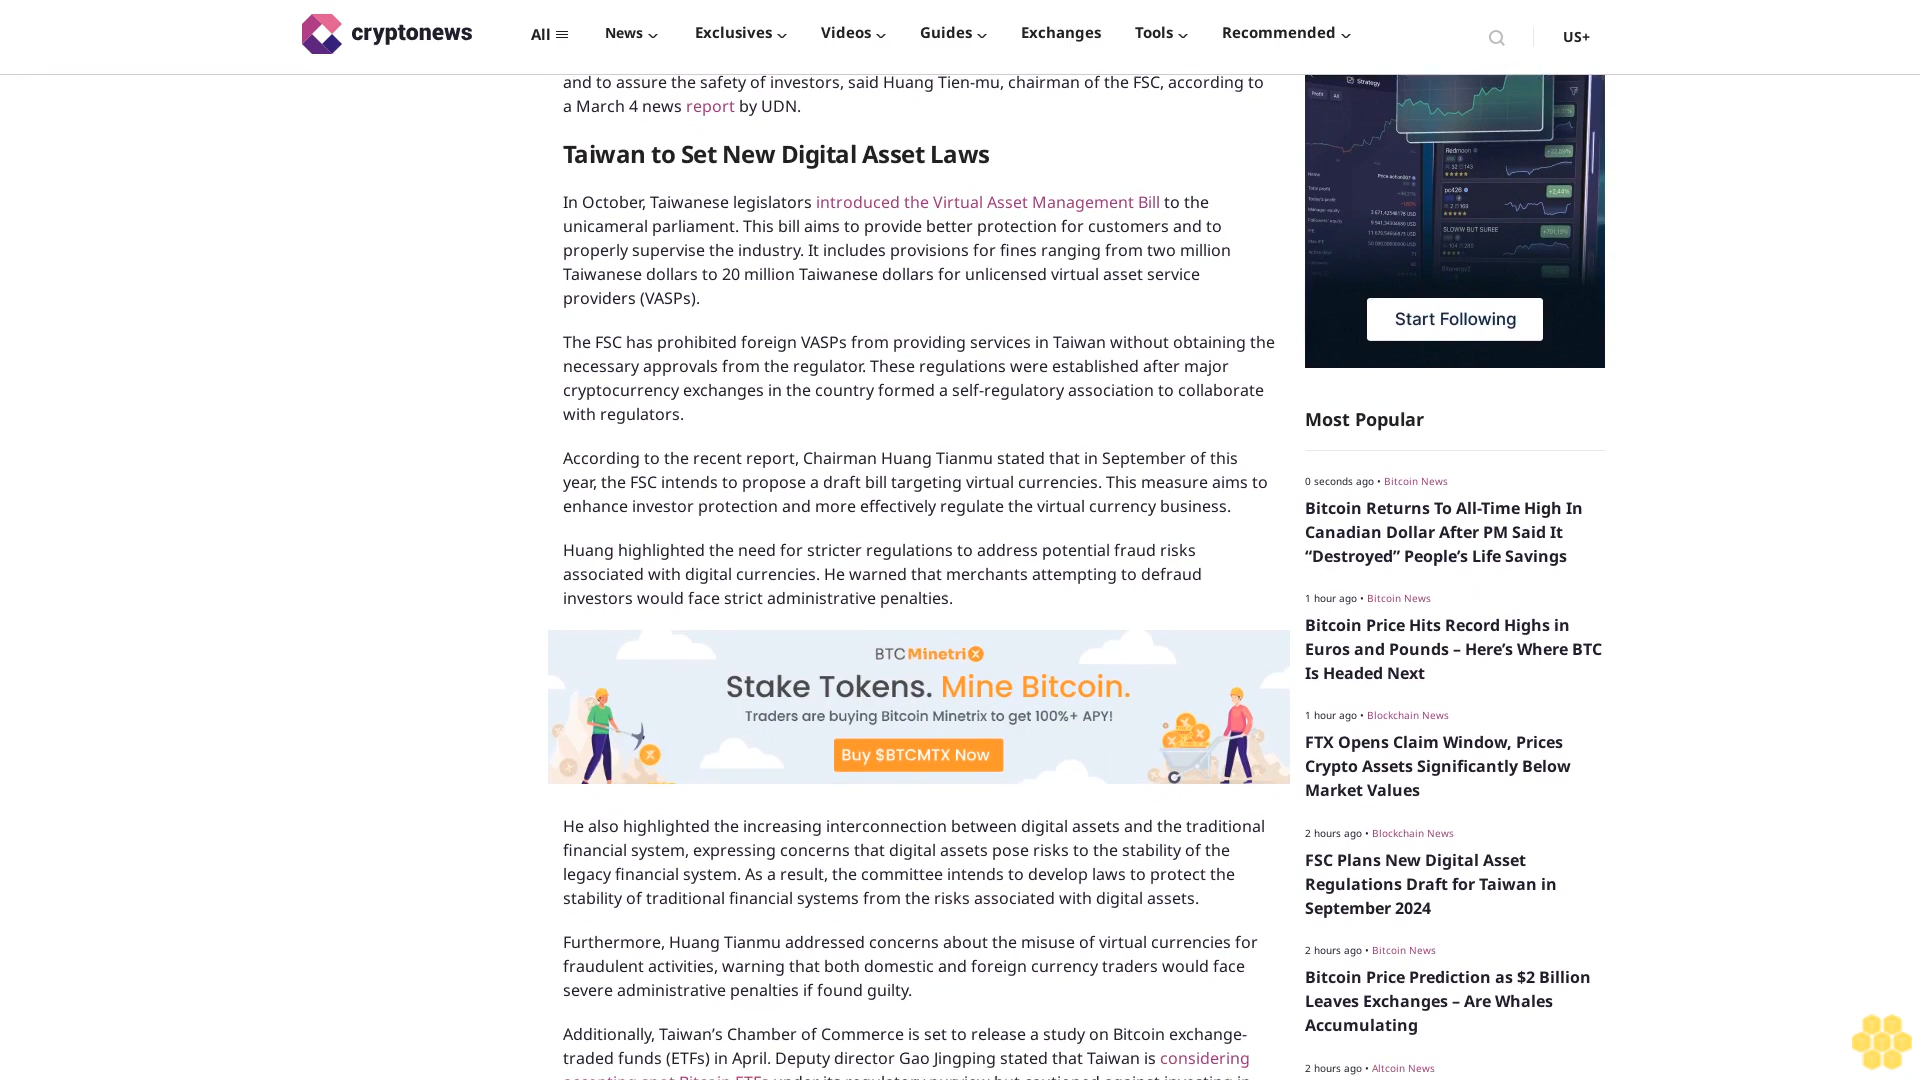 cryptonews
All
News
Exclusives
Videos
Guides
Exchanges
Tools
Recommended
US+
and to assure the safety of investors, said Huang Tien-mu, chairman of the FSC, according to
a March 4 news report by UDN.
Taiwan to Set New Digital Asset Laws
In October, Taiwanese legislators introduced the Virtual Asset Management Bill to the
unicameral parliament. This bill aims to provide better protection for customers and to
properly supervise the industry. It includes provisions for fines ranging from two million
Taiwanese dollars to 20 million Taiwanese dollars for unlicensed virtual asset service
providers (VASPs).
The FSC has prohibited foreign VASPs from providing services in Taiwan without obtaining the
necessary approvals from the regulator. These regulations were established after major
cryptocurrency exchanges in the country formed a self-regulatory association to collaborate
with regulators.
According to the recent report, Chairman Huang Tianmu stated that in September of this
year, the FSC intends to propose a draft bill targeting virtual currencies. This measure aims to
enhance investor protection and more effectively regulate the virtual currency business.
Huang highlighted the need for stricter regulations to address potential fraud risks
associated with digital currencies. He warned that merchants attempting to defraud
investors would face strict administrative penalties.
BTC Minetrix
Stake Tokens. Mine Bitcoin.
Traders are buying Bitcoin Minetrix to get 100%+ APY!
Buy $BTCMTX Now
He also highlighted the increasing interconnection between digital assets and the traditional
financial system, expressing concerns that digital assets pose risks to the stability of the
legacy financial system. As a result, the committee intends to develop laws to protect the
stability of traditional financial systems from the risks associated with digital assets.
Furthermore, Huang Tianmu addressed concerns about the misuse of virtual currencies for
fraudulent activities, warning that both domestic and foreign currency traders would face
severe administrative penalties if found guilty.
Additionally, Taiwan’s Chamber of Commerce is set to release a study on Bitcoin exchange-
traded funds (ETFs) in April. Deputy director Gao Jingping stated that Taiwan is considering
accepting spot Bitcoin ETFs under its regulatory purview but cautioned against investing in
Strategy
Profit All
Redmoon
pc426
SLOWW BUT SUREE
Start Following
Most Popular
0 seconds ago • Bitcoin News
Bitcoin Returns To All-Time High In
Canadian Dollar After PM Said It
“Destroyed” People’s Life Savings
1 hour ago • Bitcoin News
Bitcoin Price Hits Record Highs in
Euros and Pounds – Here’s Where BTC
Is Headed Next
1 hour ago • Blockchain News
FTX Opens Claim Window, Prices
Crypto Assets Significantly Below
Market Values
2 hours ago • Blockchain News
FSC Plans New Digital Asset
Regulations Draft for Taiwan in
September 2024
2 hours ago • Bitcoin News
Bitcoin Price Prediction as $2 Billion
Leaves Exchanges – Are Whales
Accumulating
2 hours ago • Altcoin News